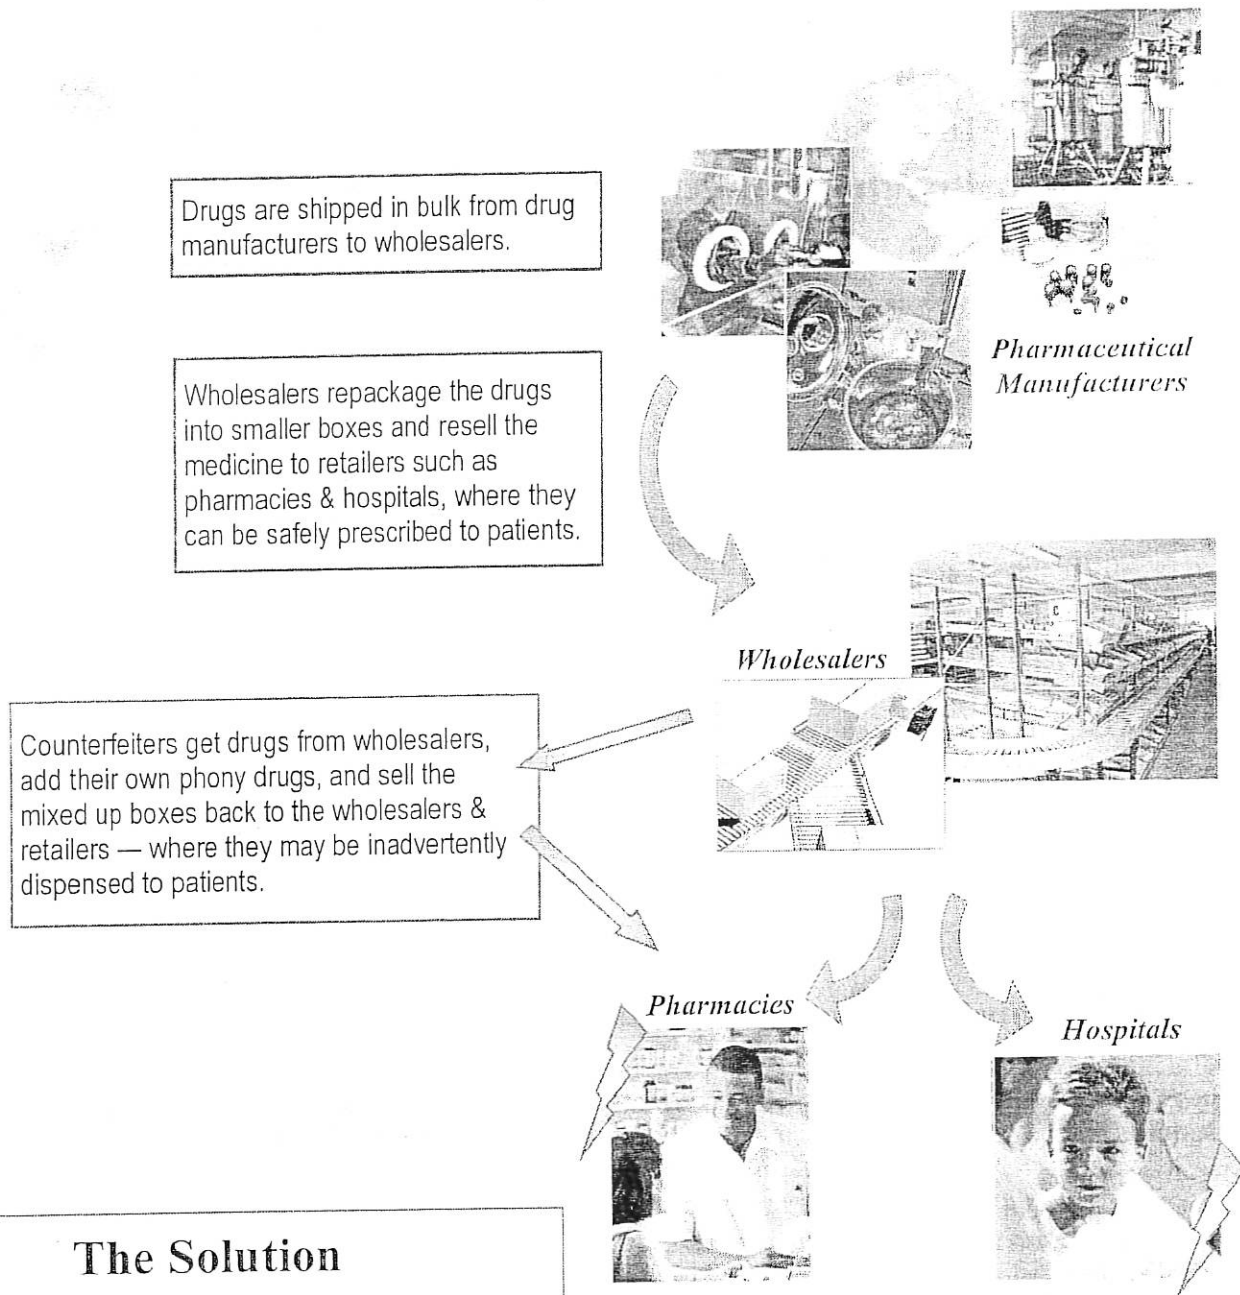 Drugs are shipped in bulk from drug
manufacturers to wholesalers.
Pharmaceutical
Manufacturers
Wholesalers repackage the drugs
into smaller boxes and resell the
medicine to retailers such as
pharmacies & hospitals, where they
can be safely prescribed to patients.
Wholesalers
Counterfeiters get drugs from wholesalers,
add their own phony drugs, and sell the
mixed up boxes back to the wholesalers &
retailers — where they may be inadvertently
dispensed to patients.
Pharmacies
Hospitals
The Solution